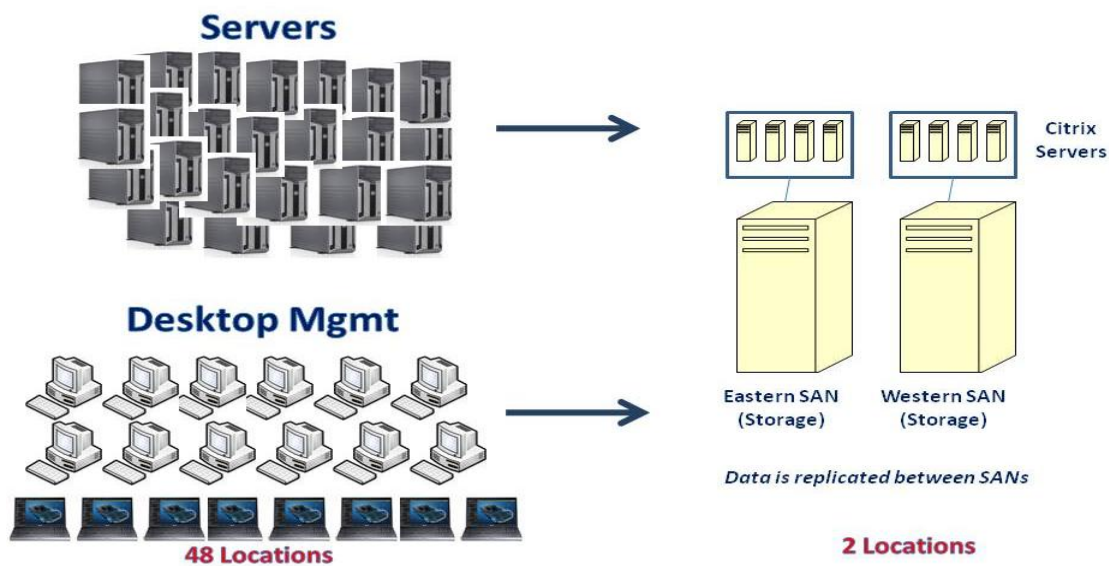 Servers
Citrix
Servers
Desktop Mgmt
Eastern SAN
(Storage)
Western SAN
(Storage)
Data is replicated between SANs
48 Locations
2 Locations